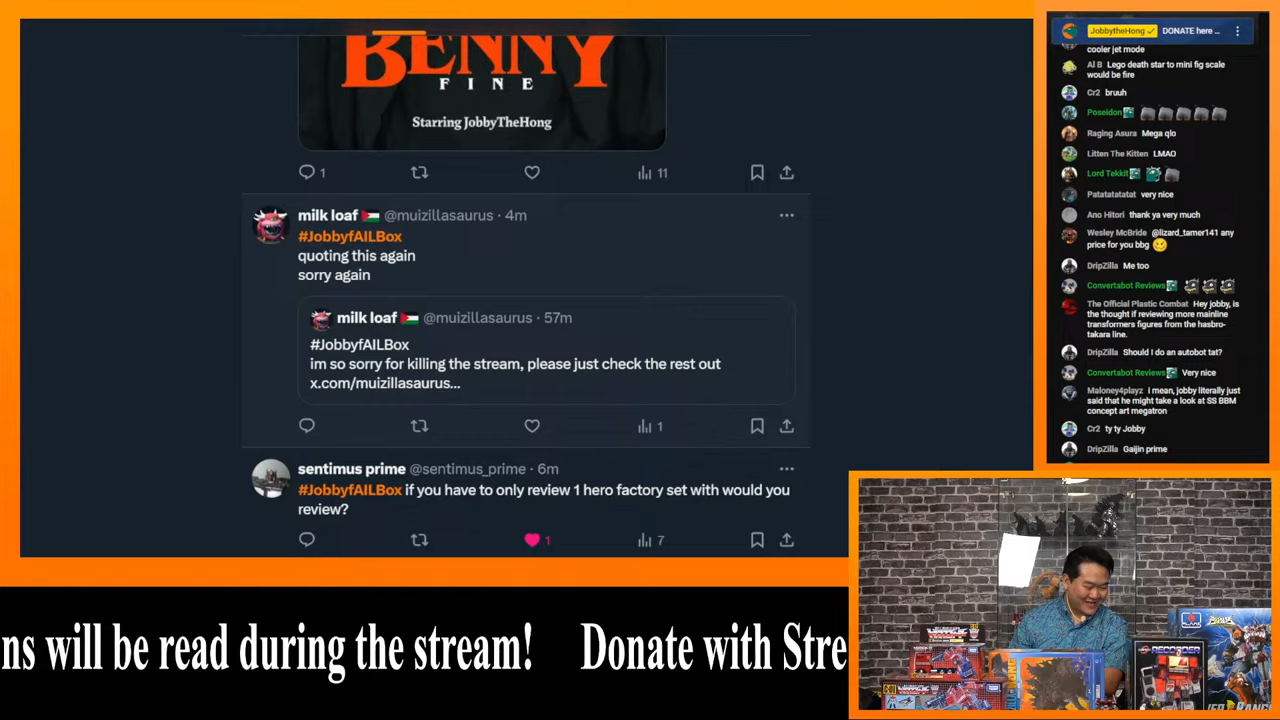 BENNY
FINE
Starring JobbyTheHong
1
11
milk loaf @muizillasaurus · 4m
#JobbyfAILBox
quoting this again
sorry again
milk loaf @muizillasaurus · 57m
#JobbyfAILBox
im so sorry for killing the stream, please just check the rest out
x.com/muizillasaurus...
1
sentimus prime @sentimus_prime · 6m
#JobbyfAILBox if you have to only review 1 hero factory set with would you
review?
1
7
JobbytheHong DONATE here ...
cooler jet mode
Al B Lego death star to mini fig scale
would be fire
Cr2 bruuh
Poseidon
Raging Asura Mega qlo
Litten The Kitten LMAO
Lord Tekkit
Patatatatatat very nice
Ano Hitori thank ya very much
Wesley McBride @lizard_tamer141 any
price for you bbg
DripZilla Me too
Convertabot Reviews
The Official Plastic Combat Hey jobby, is
the thought if reviewing more mainline
transformers figures from the hasbro-
takara line.
DripZilla Should I do an autobot tat?
Convertabot Reviews Very nice
Maloney4playz i mean, jobby literally just
said that he might take a look at SS BBM
concept art megatron
Cr2 ty ty Jobby
DripZilla Gaijin prime
RECORDER
ns will be read during the stream! Donate with Stre